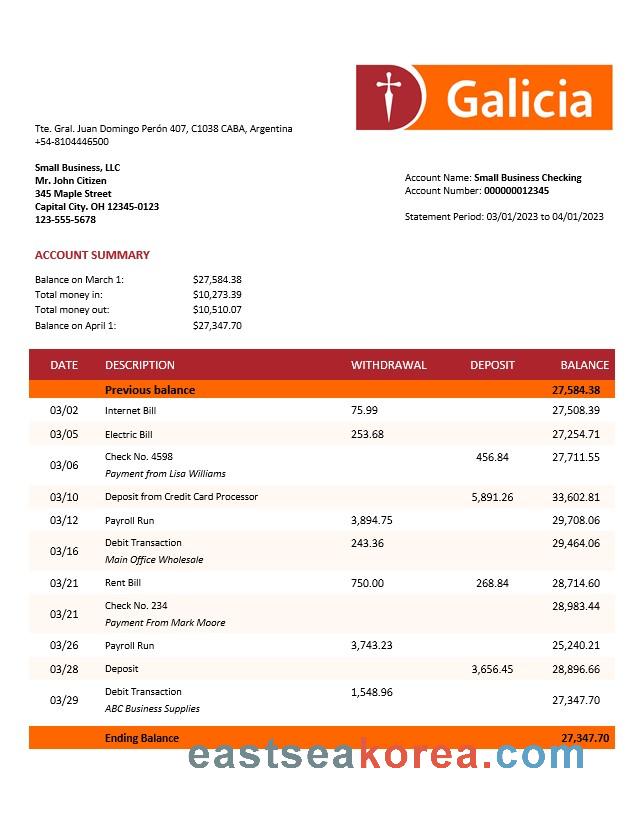 Galicia
Tte. Gral. Juan Domingo Perón 407, C1038 CABA, Argentina
+54-8104446500
Small Business, LLC
Mr. John Citizen
345 Maple Street
Capital City. OH 12345-0123
123-555-5678
Account Name: Small Business Checking
Account Number: 000000012345
Statement Period: 03/01/2023 to 04/01/2023
ACCOUNT SUMMARY
Balance on March 1: $27,584.38
Total money in: $10,273.39
Total money out: $10,510.07
Balance on April 1: $27,347.70
DATE DESCRIPTION WITHDRAWAL DEPOSIT BALANCE
Previous balance 27,584.38
03/02 Internet Bill 75.99 27,508.39
03/05 Electric Bill 253.68 27,254.71
03/06 Check No. 4598 456.84 27,711.55
Payment from Lisa Williams
03/10 Deposit from Credit Card Processor 5,891.26 33,602.81
03/12 Payroll Run 3,894.75 29,708.06
03/16 Debit Transaction 243.36 29,464.06
Main Office Wholesale
03/21 Rent Bill 750.00 268.84 28,714.60
03/21 Check No. 234 28,983.44
Payment From Mark Moore
03/26 Payroll Run 3,743.23 25,240.21
03/28 Deposit 3,656.45 28,896.66
03/29 Debit Transaction 1,548.96 27,347.70
ABC Business Supplies
Ending Balance 27,347.70
eastseakorea.com